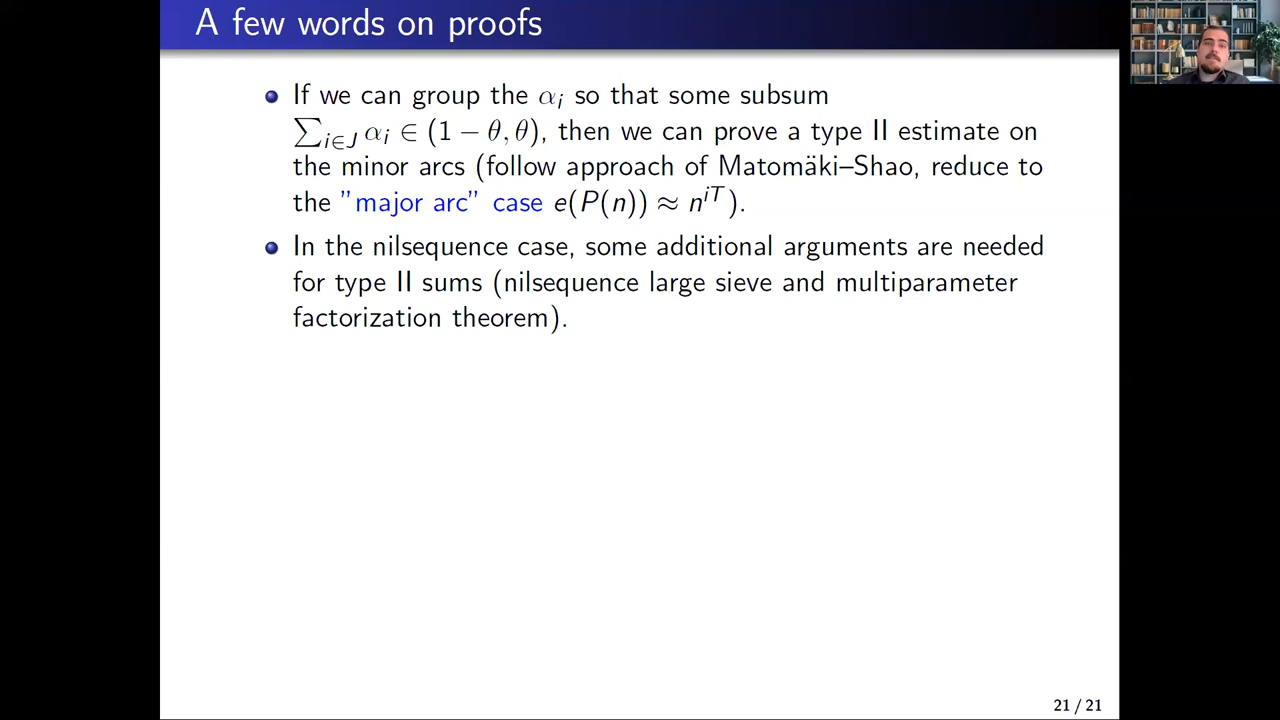 A few words on proofs
If we can group the αᵢ so that some subsum
∑_{i∈J} αᵢ ∈ (1 − θ, θ), then we can prove a type II estimate on
the minor arcs (follow approach of Matomäki–Shao, reduce to
the ”major arc” case e(P(n)) ≈ n^{iT}).
In the nilsequence case, some additional arguments are needed
for type II sums (nilsequence large sieve and multiparameter
factorization theorem).
21 / 21